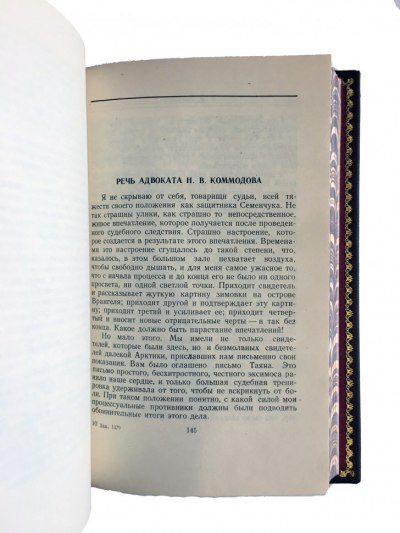 РЕЧЬ АДВОКАТА Н. В. КОММОДОВА
Я не скрываю от себя, товарищи судьи, всей тя-
жести своего положения как защитника Семенчука. Не
так страшны улики, как страшно то непосредственное,
живое впечатление, которое получается после проведен-
ного судебного следствия. Страшно настроение, кото-
рое создается в результате этого впечатления. Времена-
ми это настроение сгущалось до такой степени, что,
казалось, в этом большом зале нехватает воздуха,
чтобы свободно дышать, и для меня самое ужасное то,
что с начала процесса и до конца его не было ни одного
просвета, ни одной светлой точки. Приходит свидетель
и рассказывает жуткую картину зимовки на острове
Врангеля; приходит другой и подтверждает эту карти-
ну; приходит третий и усиливает ее; приходит четвер-
тый и вносит новые отрицательные черты — и так без
конца. Какое должно быть нарастание впечатлений!
Но мало этого. Мы имели не только свидете-
телей, которые были здесь, но и безмолвных свидете-
лей далекой Арктики, приславших нам письменно свои
показания. Вам было оглашено письмо Таяна. Это
письмо простого, бесхитростного, честного эскимоса рез-
нуло наше сердце, и только большая судебная трени-
ровка удерживала от того, чтобы не вскрикнуть от бо-
ли. При таком положении понятно, с какой силой мои
процессуальные противники должны были подводить
обвинительные итоги этого дела.
Зак. 1479
145